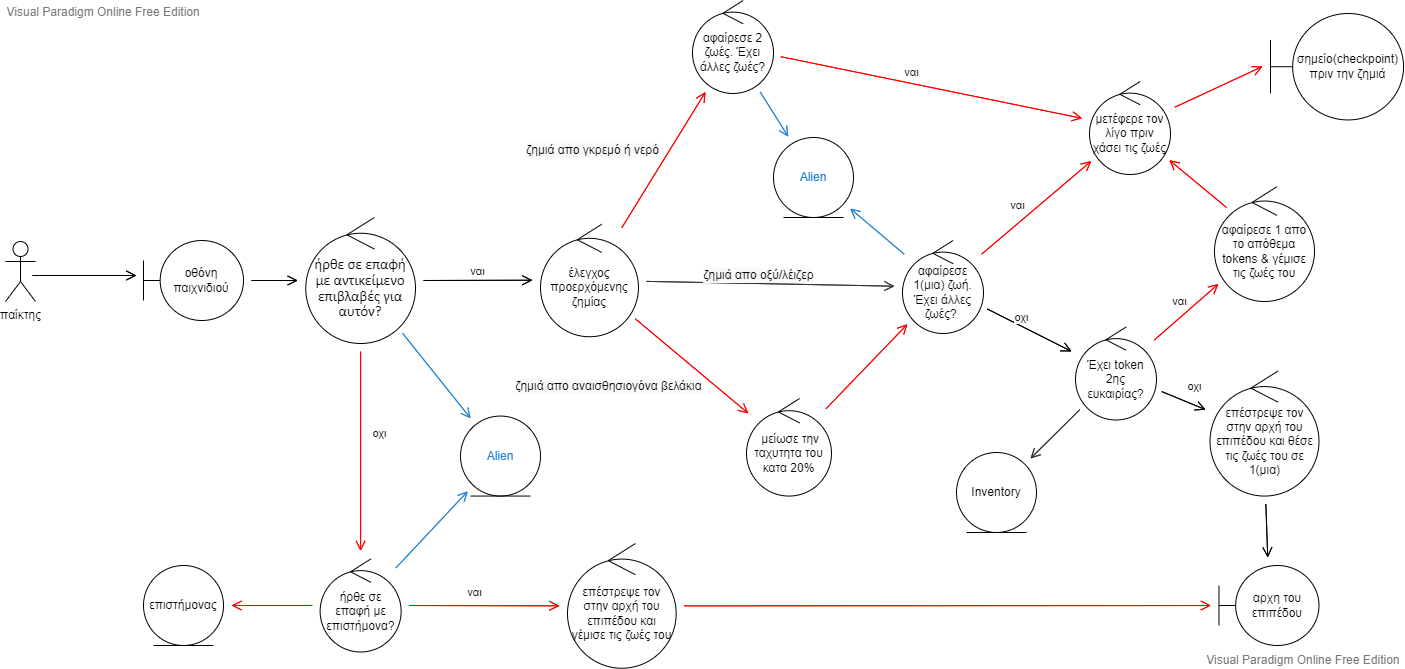 Visual Paradigm Online Free Edition
αφαίρεσε 2
ζωές. Έχει
άλλες ζωές?
ναι
σημείο(checkpoint)
πριν την ζημιά
μετέφερε τον
λίγο πριν
χάσει τις ζωές
ζημιά απο γκρεμό ή νερό
Alien
ναι
αφαίρεσε 1 απο
το απόθεμα
tokens & γέμισε
τις ζωές του
παίκτης
οθόνη
παιχνιδιού
ήρθε σε επαφή
με αντικείμενο
επιβλαβές για
αυτόν?
ναι
έλεγχος
προερχόμενης
ζημίας
ζημιά απο οξύ/λέιζερ
αφαίρεσε
1(μια) ζωή.
Έχει άλλες
ζωές?
οχι
ναι
Έχει token
2ης
ευκαιρίας?
οχι
ζημιά απο αναισθησιογόνα βελάκια
μείωσε την
ταχυτητα του
κατα 20%
επέστρεψε τον
στην αρχή του
επιπέδου και θέσε
τις ζωές του σε
1(μια)
οχι
Alien
Inventory
επιστήμονας
ήρθε σε
επαφή με
επιστήμονα?
ναι
επέστρεψε τον
στην αρχή του
επιπέδου και
γέμισε τις ζωές του
αρχη του
επιπέδου
Visual Paradigm Online Free Edition